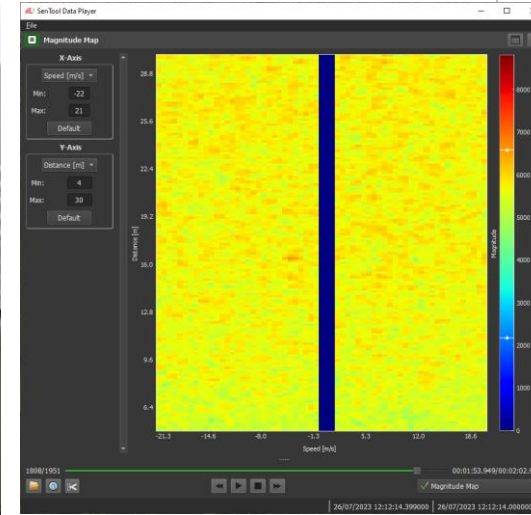 SenTool Data Player
File
Magnitude Map
X-Axis
Speed [m/s]
Min: -22
Max: 21
Default
Y-Axis
Distance [m]
Min: 4
Max: 30
Default
28.8
25.6
22.4
19.2
16.0
12.8
9.6
6.4
Distance [m]
-21.3 -14.6 -8.0 -1.3 5.3 12.0 18.6
Speed [m/s]
8000
7000
6000
5000
4000
3000
2000
1000
0
Magnitude
1808/1951
00:01:53.949/00:02:02.9
Magnitude Map
26/07/2023 12:12:14.399000 26/07/2023 12:12:14.00000